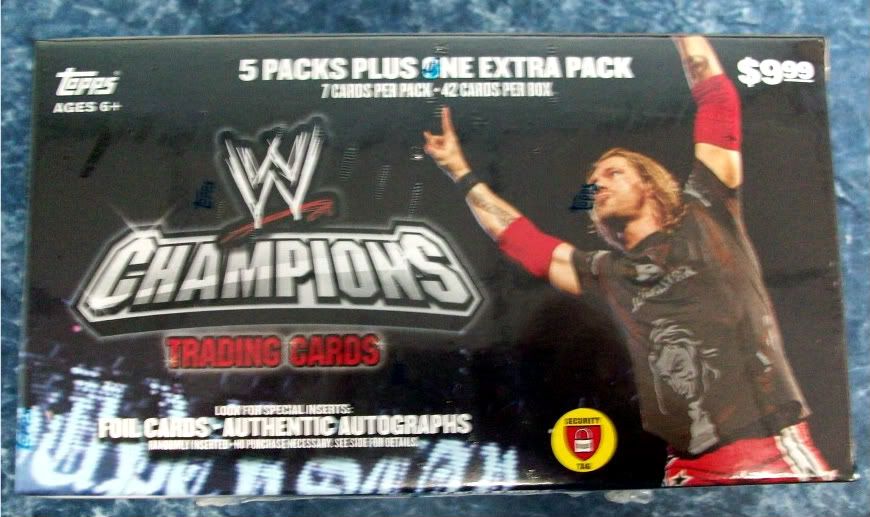 5 PACKS PLUS ONE EXTRA PACK
7 CARDS PER PACK • 42 CARDS PER BOX
$9.99
Topps
AGES 6+
W
CHAMPIONS
TRADING CARDS
LOOK FOR SPECIAL INSERTS:
FOIL CARDS • AUTHENTIC AUTOGRAPHS
RANDOMLY INSERTED • NO PURCHASE NECESSARY. SEE SIDE FOR DETAILS.
SECURITY
TAG